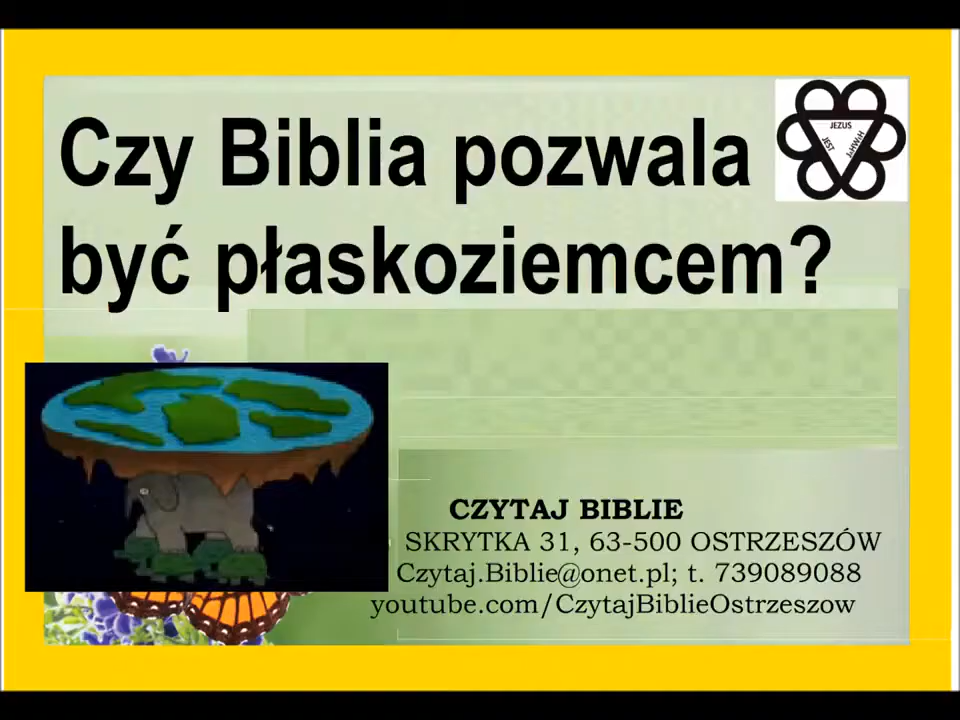 Czy Biblia pozwala
być płaskoziemcem?
JEZUS
JEST
JaHWeH
CZYTAJ BIBLIE
SKRYTKA 31, 63-500 OSTRZESZÓW
Czytaj.Biblie@onet.pl; t. 739089088
youtube.com/CzytajBiblieOstrzeszow